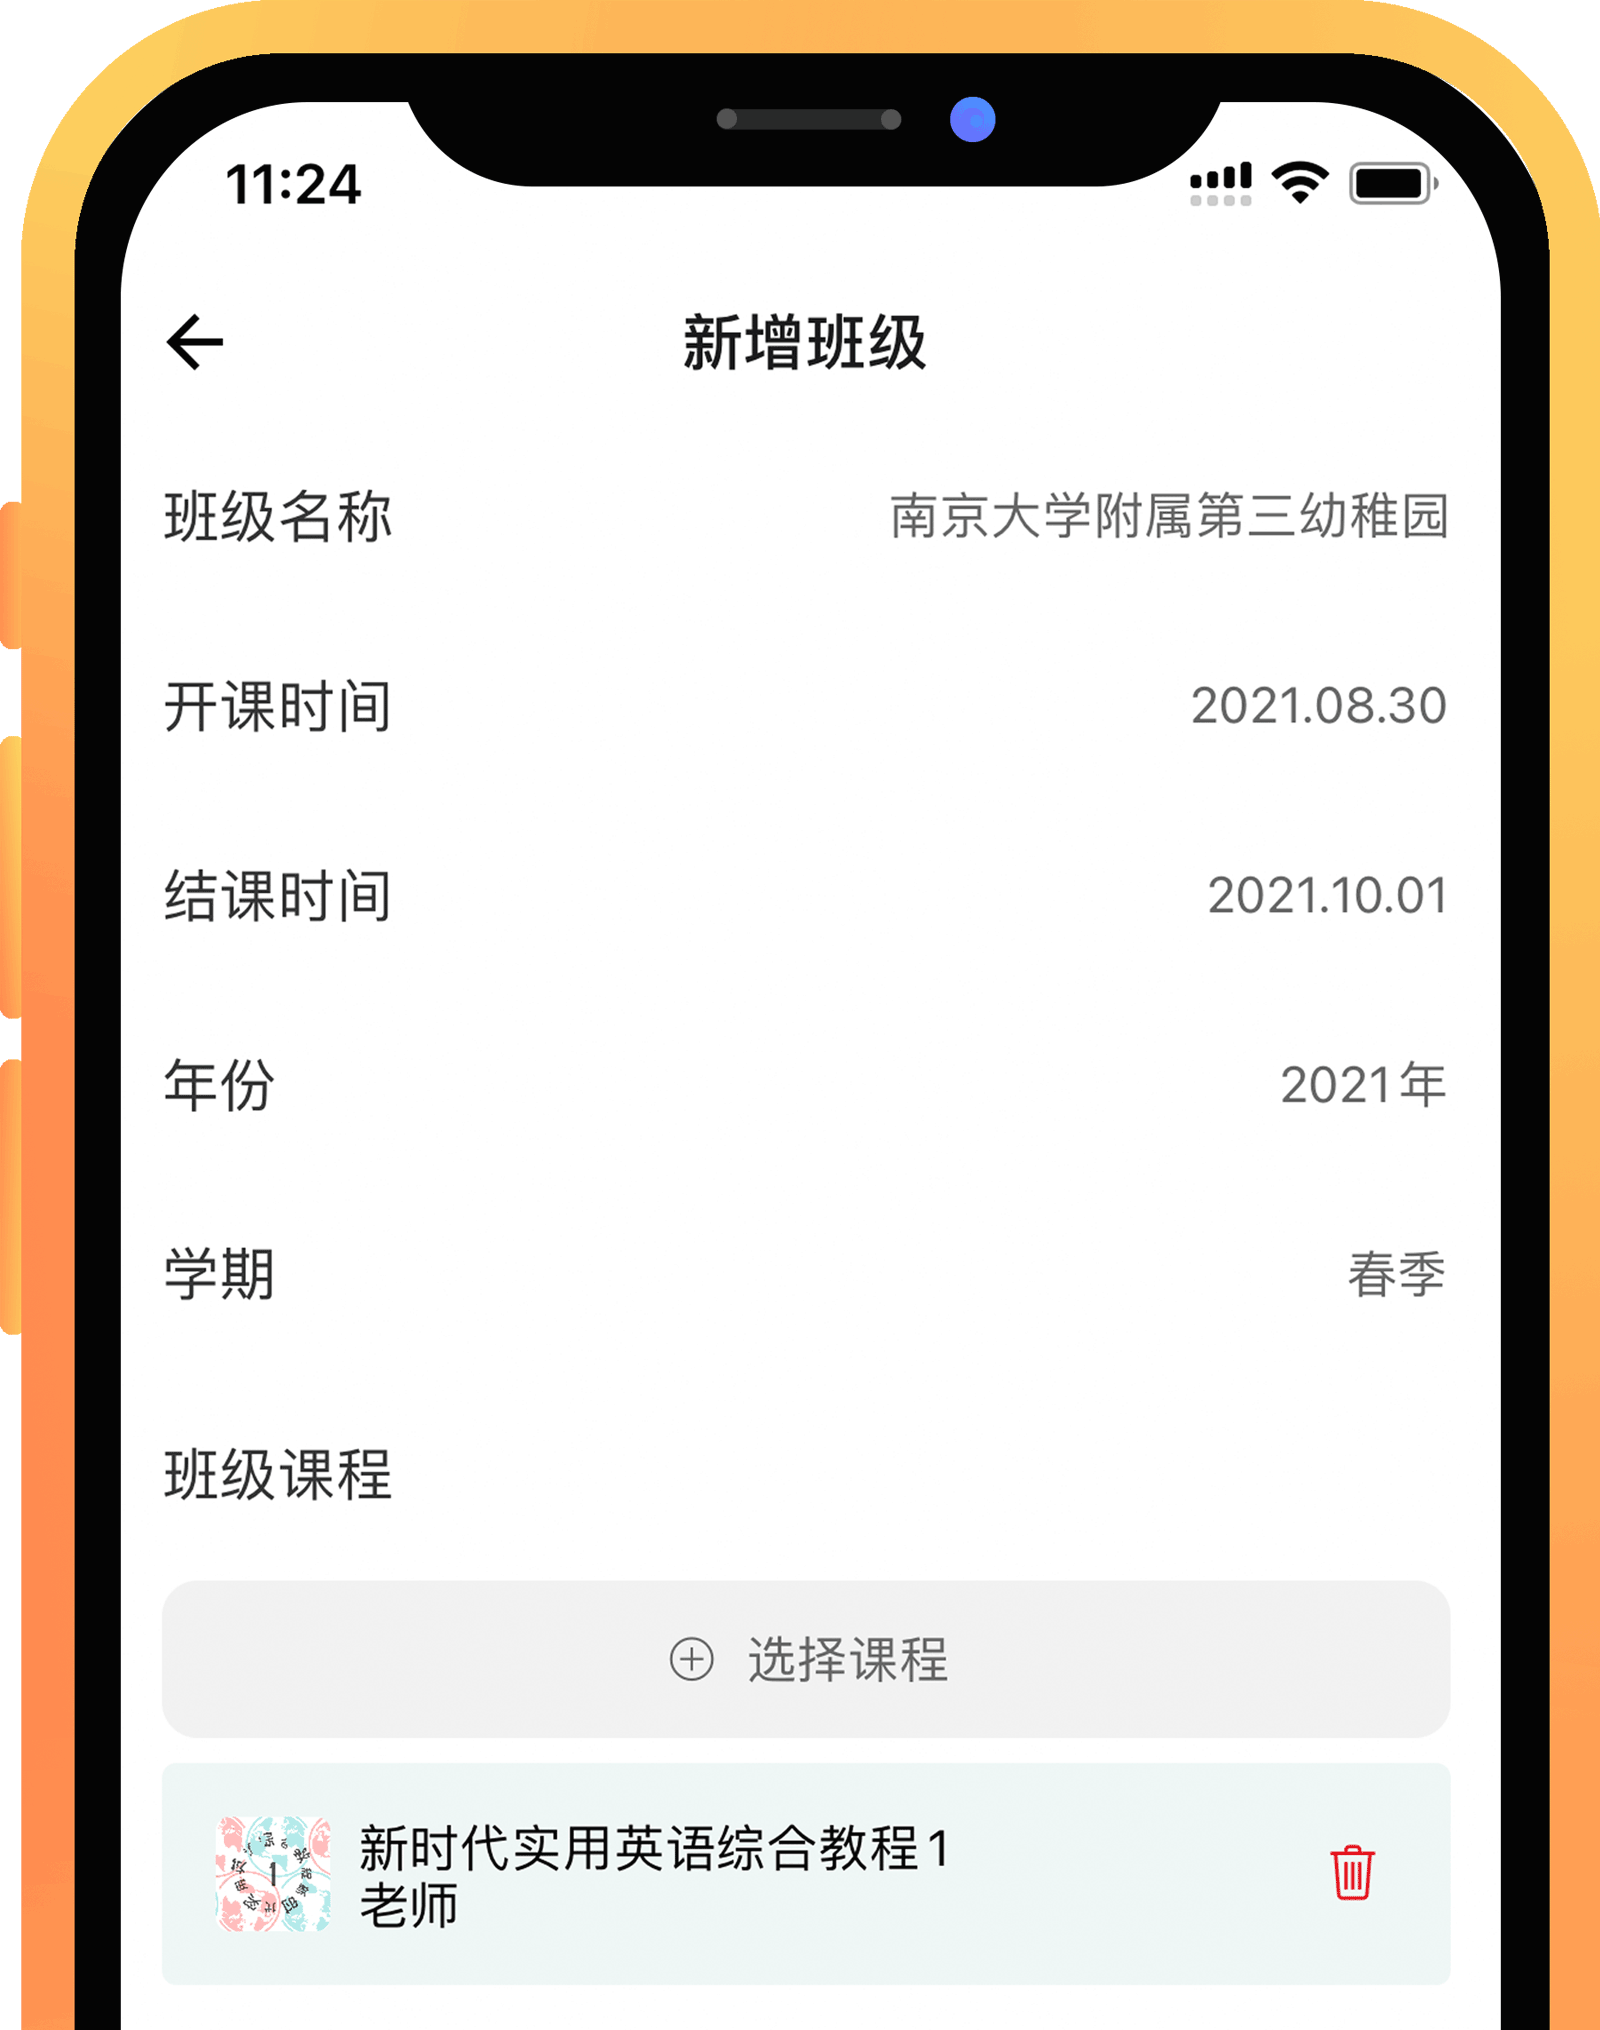 11:24
新增班级
班级名称 南京大学附属第三幼稚园
开课时间 2021.08.30
结课时间 2021.10.01
年份 2021年
学期 春季
班级课程
选择课程
新时代实用英语综合教程1
老师
1